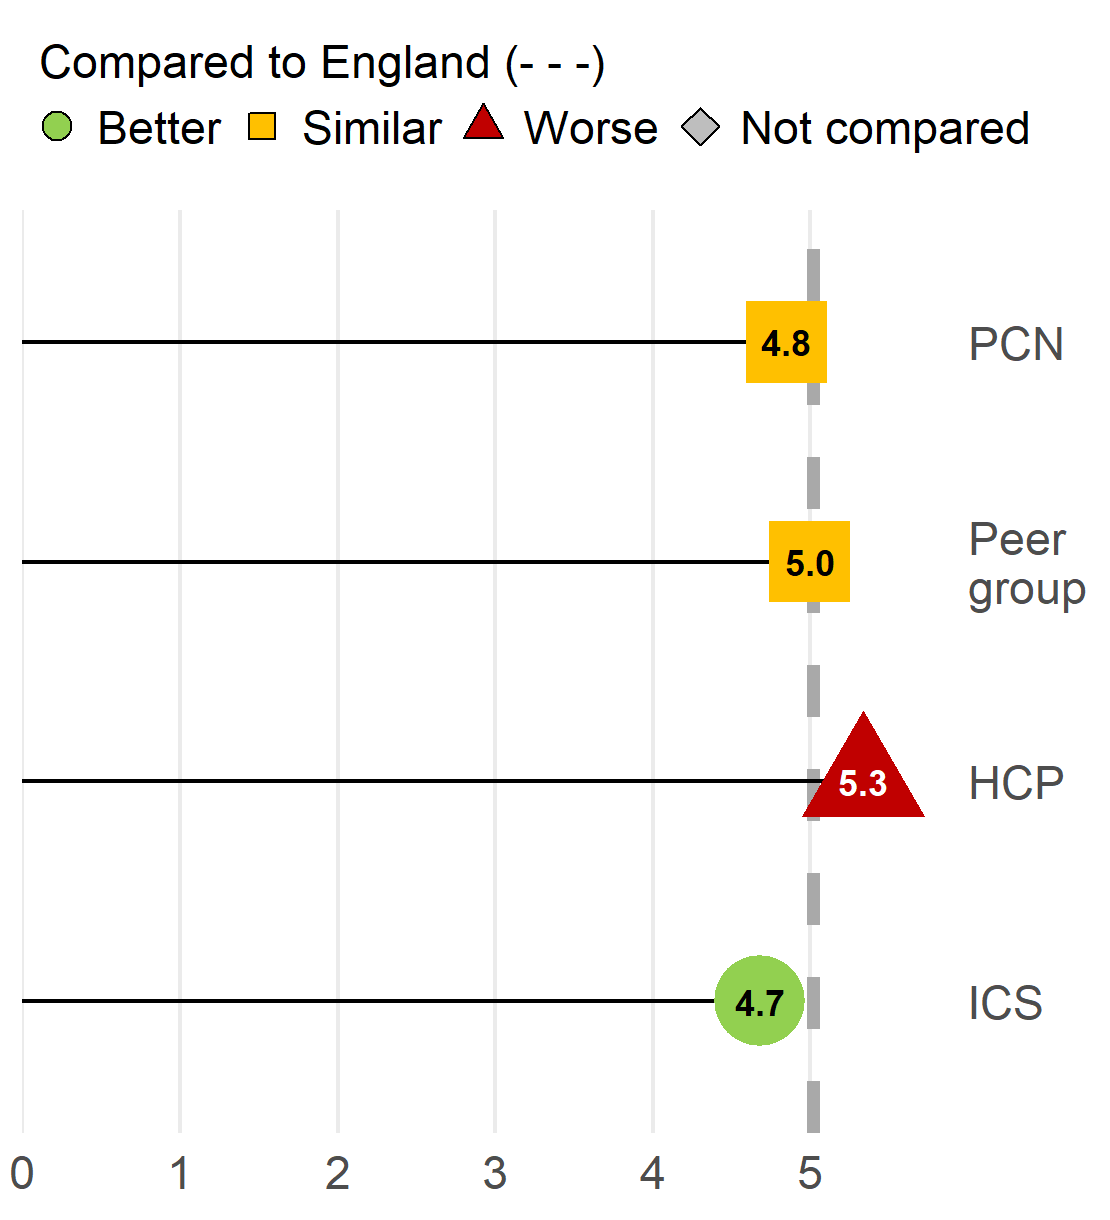 Compared to England (- - -)
Better Similar Worse Not compared
4.8 PCN
5.0 Peer
group
5.3 HCP
4.7 ICS
0 1 2 3 4 5